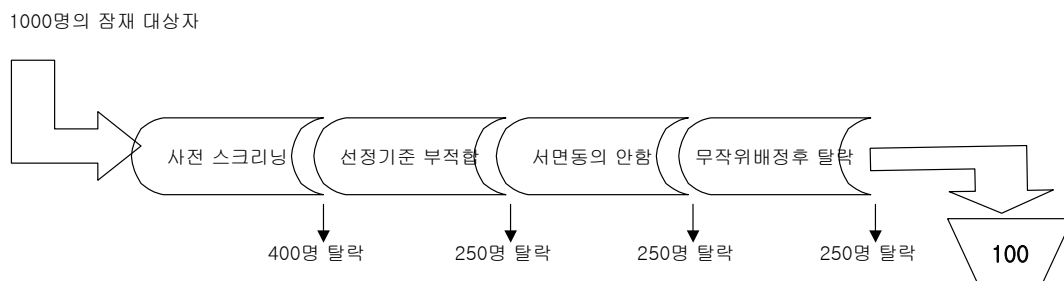 1000명의 잠재 대상자
사전 스크리닝
선정기준 부적합
서면동의 안함
무작위배정후 탈락
400명 탈락
250명 탈락
250명 탈락
250명 탈락
100